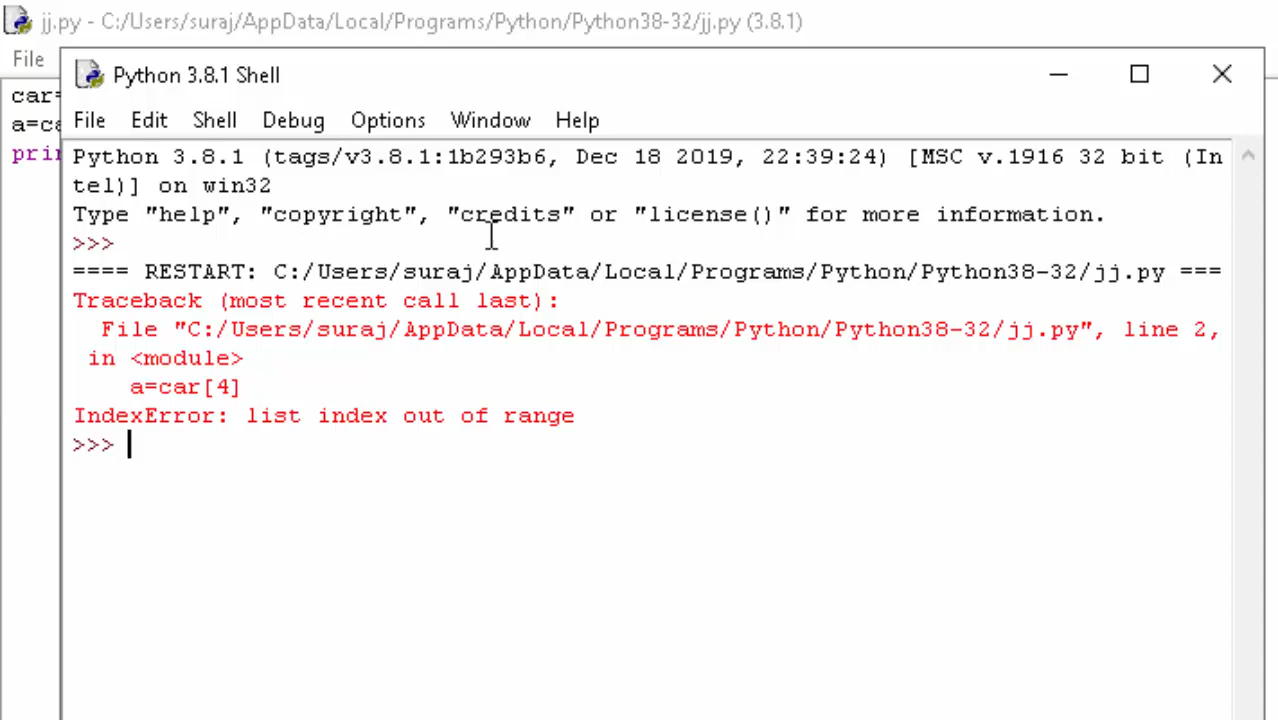 jj.py - C:/Users/suraj/AppData/Local/Programs/Python/Python38-32/jj.py (3.8.1)
File
Python 3.8.1 Shell
File Edit Shell Debug Options Window Help
car=
a=ca
prin
Python 3.8.1 (tags/v3.8.1:1b293b6, Dec 18 2019, 22:39:24) [MSC v.1916 32 bit (In
tel)] on win32
Type "help", "copyright", "credits" or "license()" for more information.
>>>
==== RESTART: C:/Users/suraj/AppData/Local/Programs/Python/Python38-32/jj.py ===
Traceback (most recent call last):
  File "C:/Users/suraj/AppData/Local/Programs/Python/Python38-32/jj.py", line 2,
 in <module>
    a=car[4]
IndexError: list index out of range
>>>